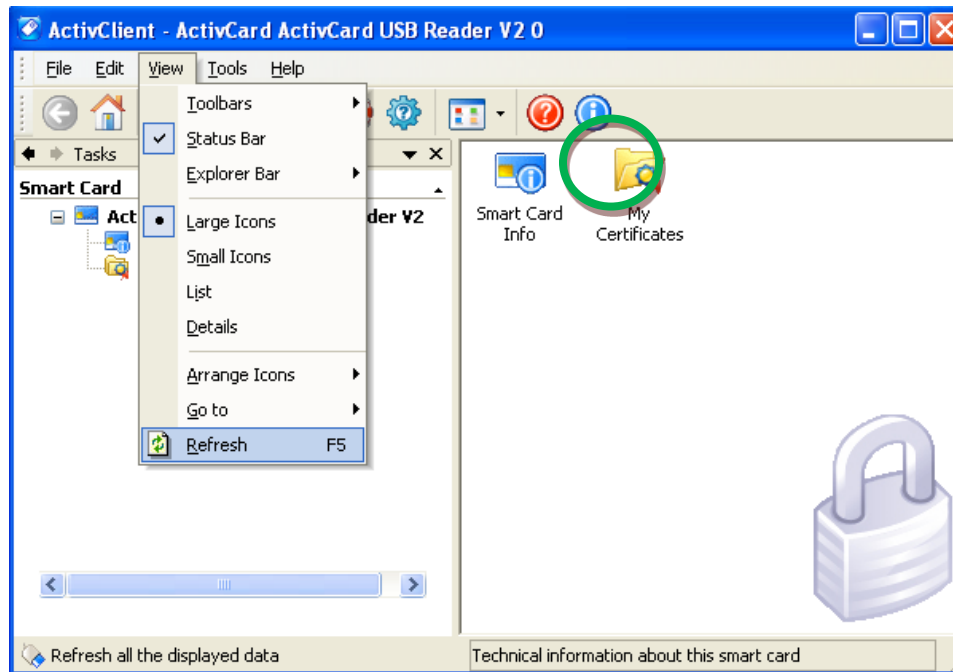 ActivClient - ActivCard ActivCard USB Reader V2 0
File Edit View Tools Help
Toolbars
Status Bar
Explorer Bar
Large Icons
Small Icons
List
Details
Arrange Icons
Go to
Refresh F5
Tasks
Smart Card
Act
der V2
Smart Card
Info
My
Certificates
Refresh all the displayed data
Technical information about this smart card